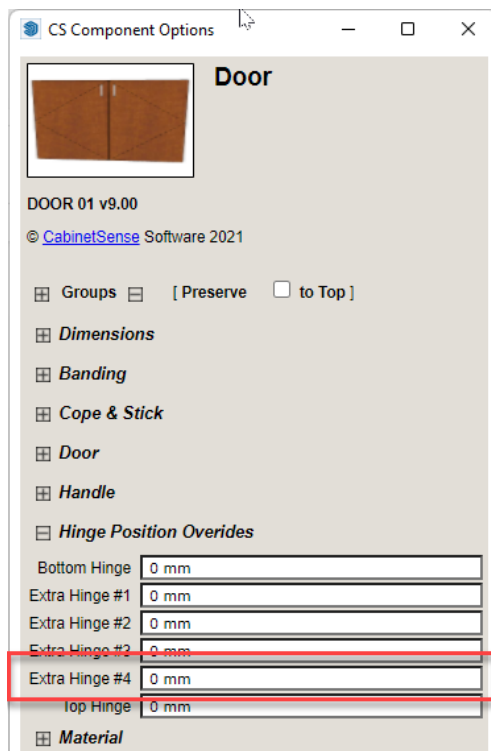 CS Component Options
Door
DOOR 01 v9.00
© CabinetSense Software 2021
Groups [ Preserve to Top ]
Dimensions
Banding
Cope & Stick
Door
Handle
Hinge Position Overides
Bottom Hinge 0 mm
Extra Hinge #1 0 mm
Extra Hinge #2 0 mm
Extra Hinge #3 0 mm
Extra Hinge #4 0 mm
Top Hinge 0 mm
Material